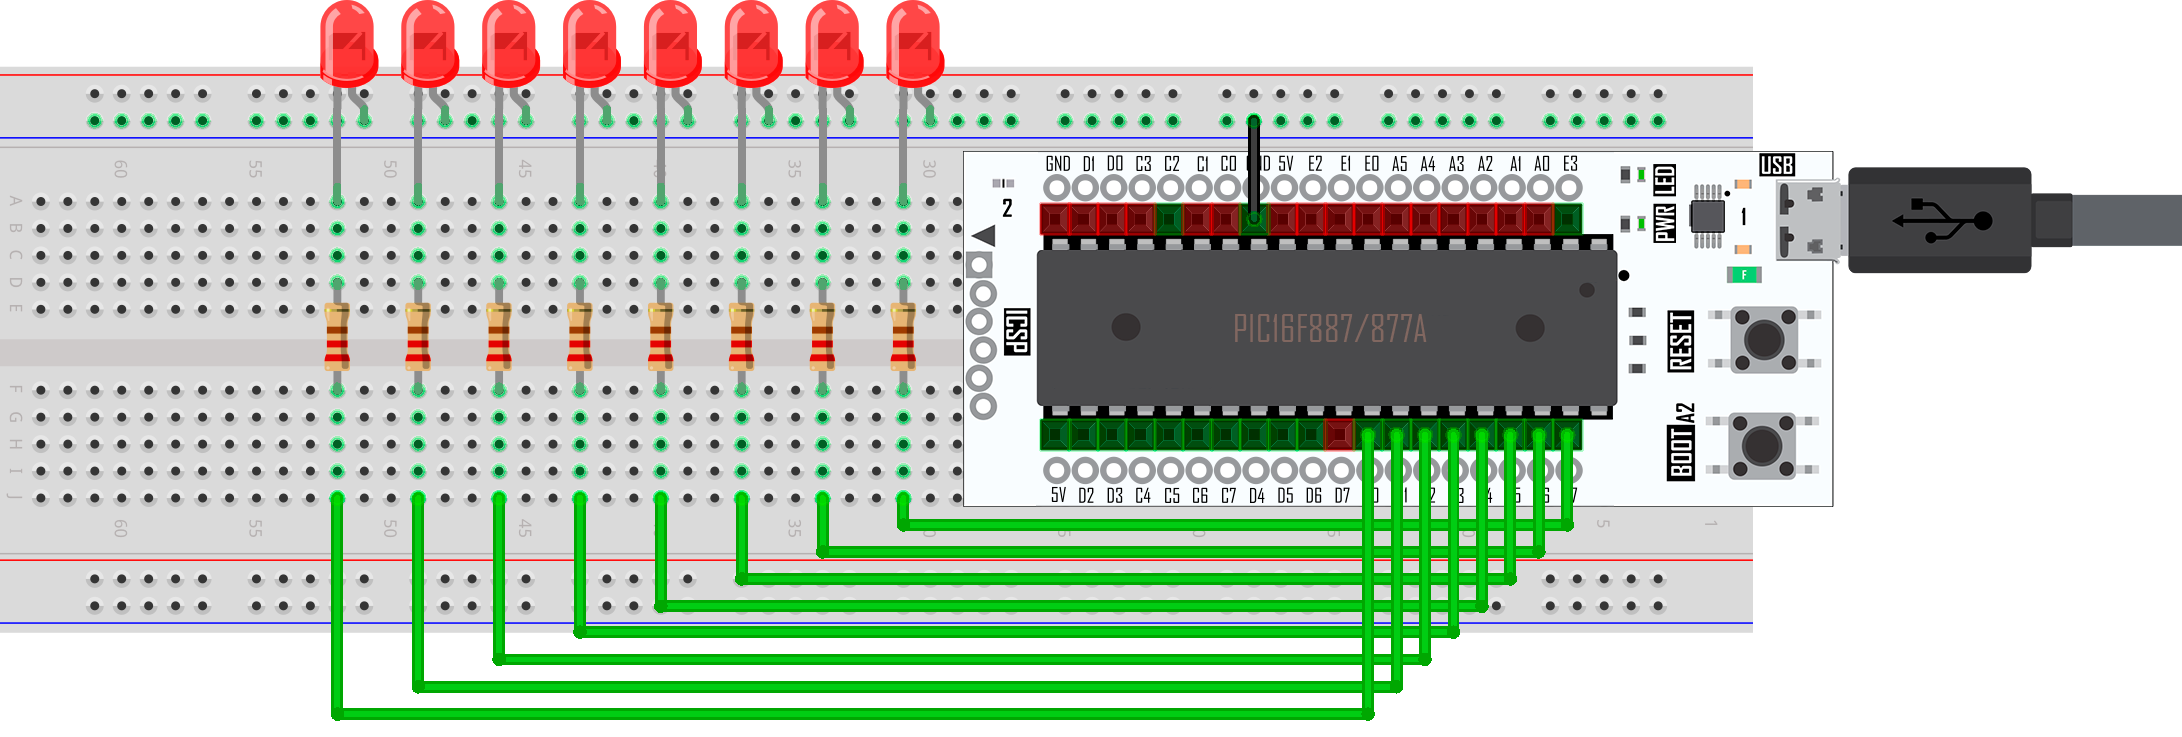 60 55 50 45 35 30
A
B
C
D
E
F
G
H
I
J
GND D1 D0 C3 C2 C1 C0 5V E2 E1 E0 A5 A4 A3 A2 A1 A0 E3
2
ICSP
PIC16F887/877A
PWR LED
USB
1
F
RESET
BOOT A2
5V D2 D3 C4 C5 C6 C7 D4 D5 D6 D7
60 55 50 45 35 5 1